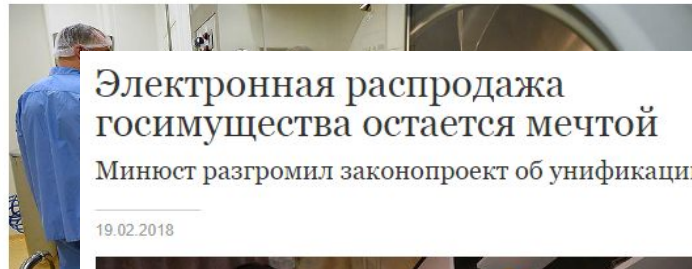 Электронная распродажа
госимущества остается мечтой
Минюст разгромил законопроект об унификаци
19.02.2018